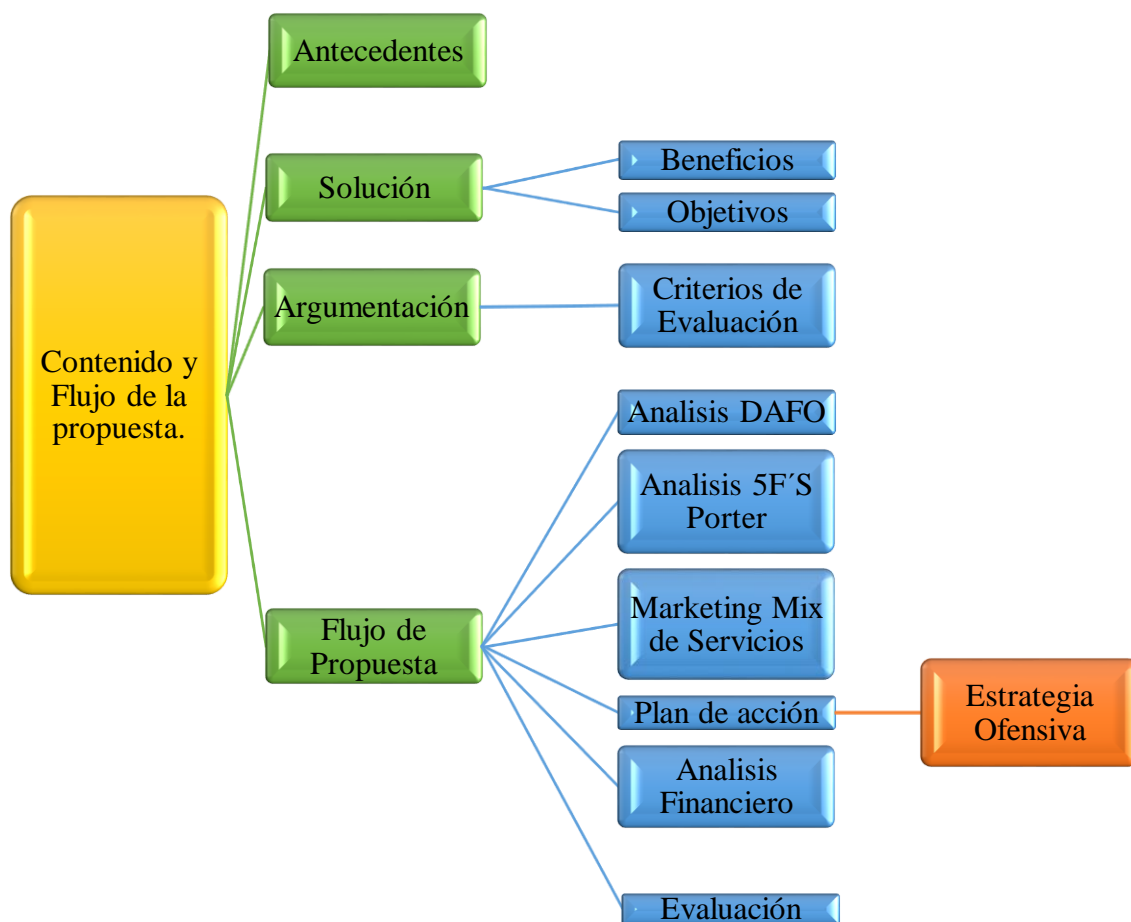 Antecedentes
Solución
Beneficios
Objetivos
Argumentación
Criterios de
Evaluación
Contenido y
Flujo de la
propuesta.
Analisis DAFO
Analisis 5F´S
Porter
Marketing Mix
de Servicios
Flujo de
Propuesta
Plan de acción
Estrategia
Ofensiva
Analisis
Financiero
Evaluación